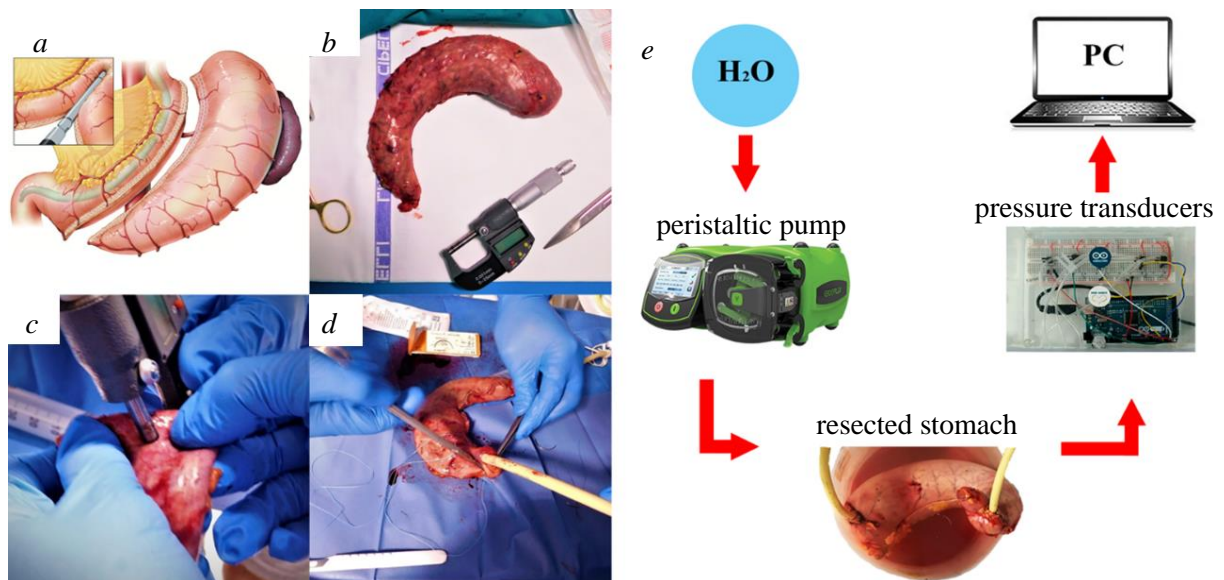 a
b
c
d
e
H₂O
PC
peristaltic pump
pressure transducers
resected stomach